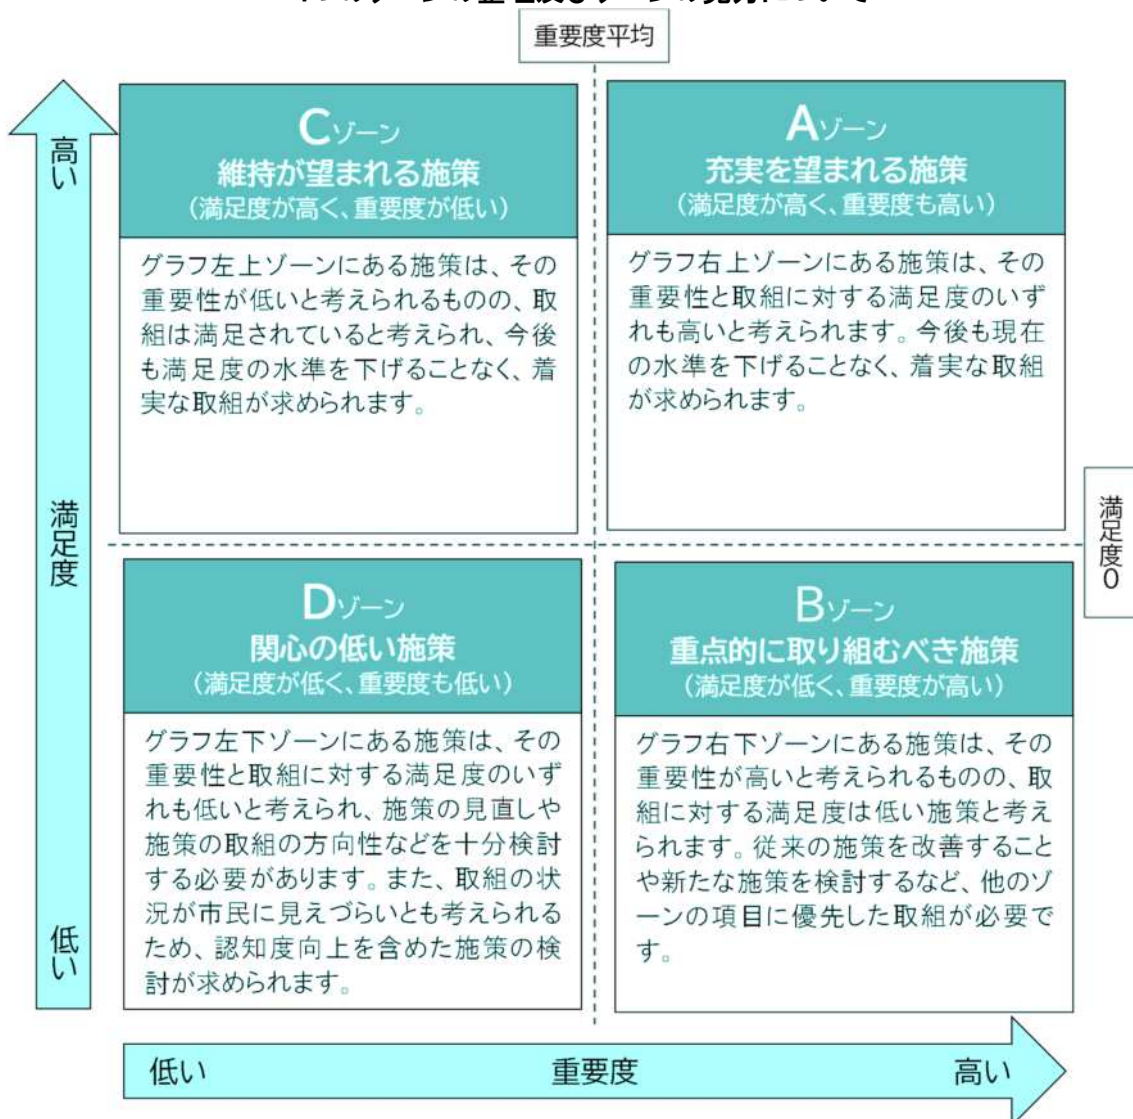 重要度平均
高い
満足度
低い
Cゾーン
維持が望まれる施策
(満足度が高く、重要度が低い)
グラフ左上ゾーンにある施策は、その
重要性が低いと考えられるものの、取
組は満足されていると考えられ、今後
も満足度の水準を下げることなく、着
実な取組が求められます。
Aゾーン
充実を望まれる施策
(満足度が高く、重要度も高い)
グラフ右上ゾーンにある施策は、その
重要性と取組に対する満足度のいず
れも高いと考えられます。今後も現在
の水準を下げることなく、着実な取組
が求められます。
満足度0
Dゾーン
関心の低い施策
(満足度が低く、重要度も低い)
グラフ左下ゾーンにある施策は、その
重要性と取組に対する満足度のいず
れも低いと考えられ、施策の見直しや
施策の取組の方向性などを十分検討
する必要があります。また、取組の状
況が市民に見えづらいとも考えられる
ため、認知度向上を含めた施策の検
討が求められます。
Bゾーン
重点的に取り組むべき施策
(満足度が低く、重要度が高い)
グラフ右下ゾーンにある施策は、その
重要性が高いと考えられるものの、取
組に対する満足度は低い施策と考え
られます。従来の施策を改善すること
や新たな施策を検討するなど、他のゾ
ーンの項目に優先した取組が必要で
す。
低い
重要度
高い